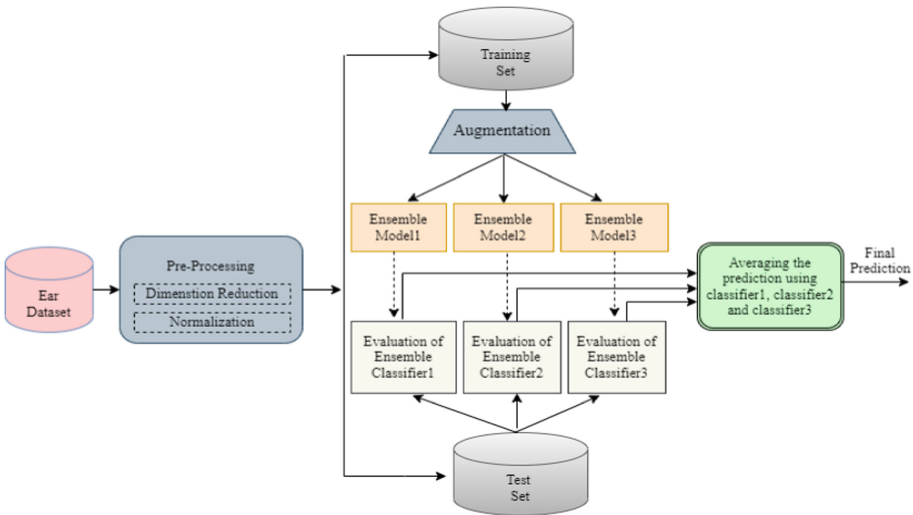 Training
Set
Augmentation
Ensemble
Model1
Ensemble
Model2
Ensemble
Model3
Ear
Dataset
Pre-Processing
Dimenstion Reduction
Normalization
Averaging the
prediction using
classifier1, classifier2
and classifier3
Final
Prediction
Evaluation of
Ensemble
Classifier1
Evaluation of
Ensemble
Classifier2
Evaluation of
Ensemble
Classifier3
Test
Set